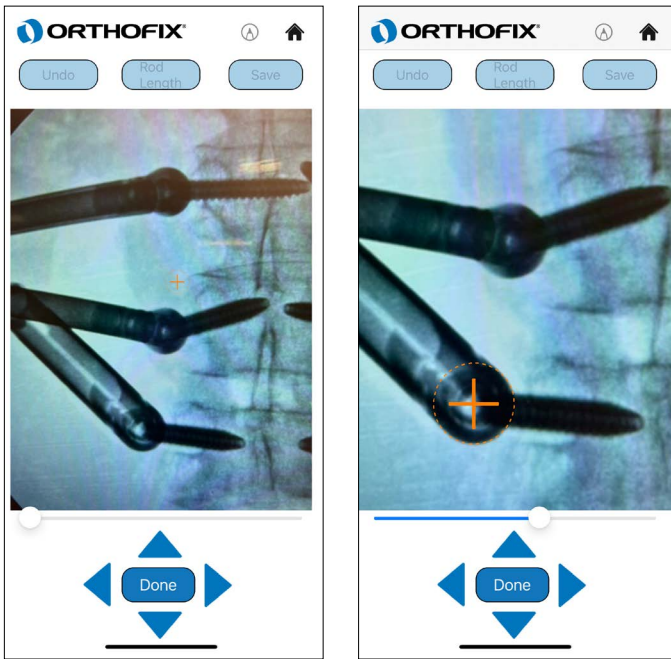 ORTHOFIX®
Undo
Rod
Length
Save
Done
ORTHOFIX®
Undo
Rod
Length
Save
Done